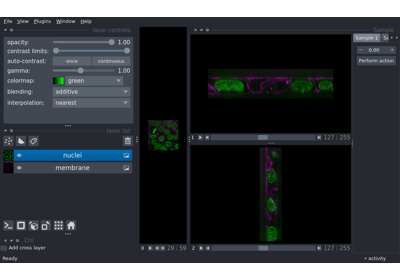 File View Plugins Window Help
layer controls
opacity: 1.00
contrast limits:
auto-contrast: once continuous
gamma: 1.00
colormap: green
blending: additive
interpolation: nearest
layer list
nuclei
membrane
Add cross layer
Ready
0 29 59
1 127 255
2 127 255
Sample 1
0.00
Perform action
activity